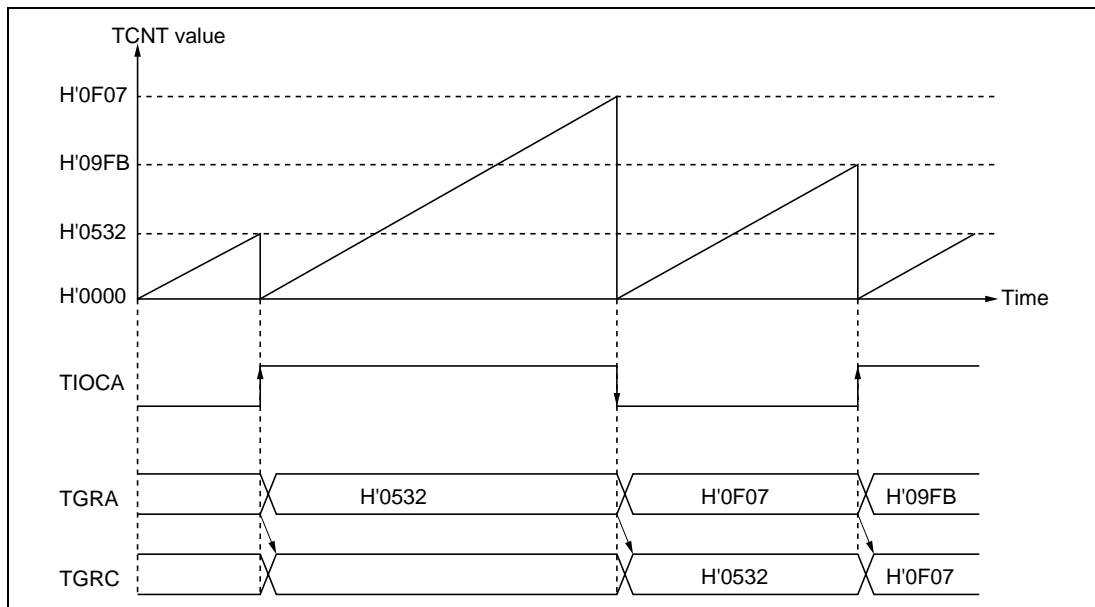 TCNT value
H'0F07
H'09FB
H'0532
H'0000
Time
TIOCA
TGRA
H'0532
H'0F07
H'09FB
TGRC
H'0532
H'0F07